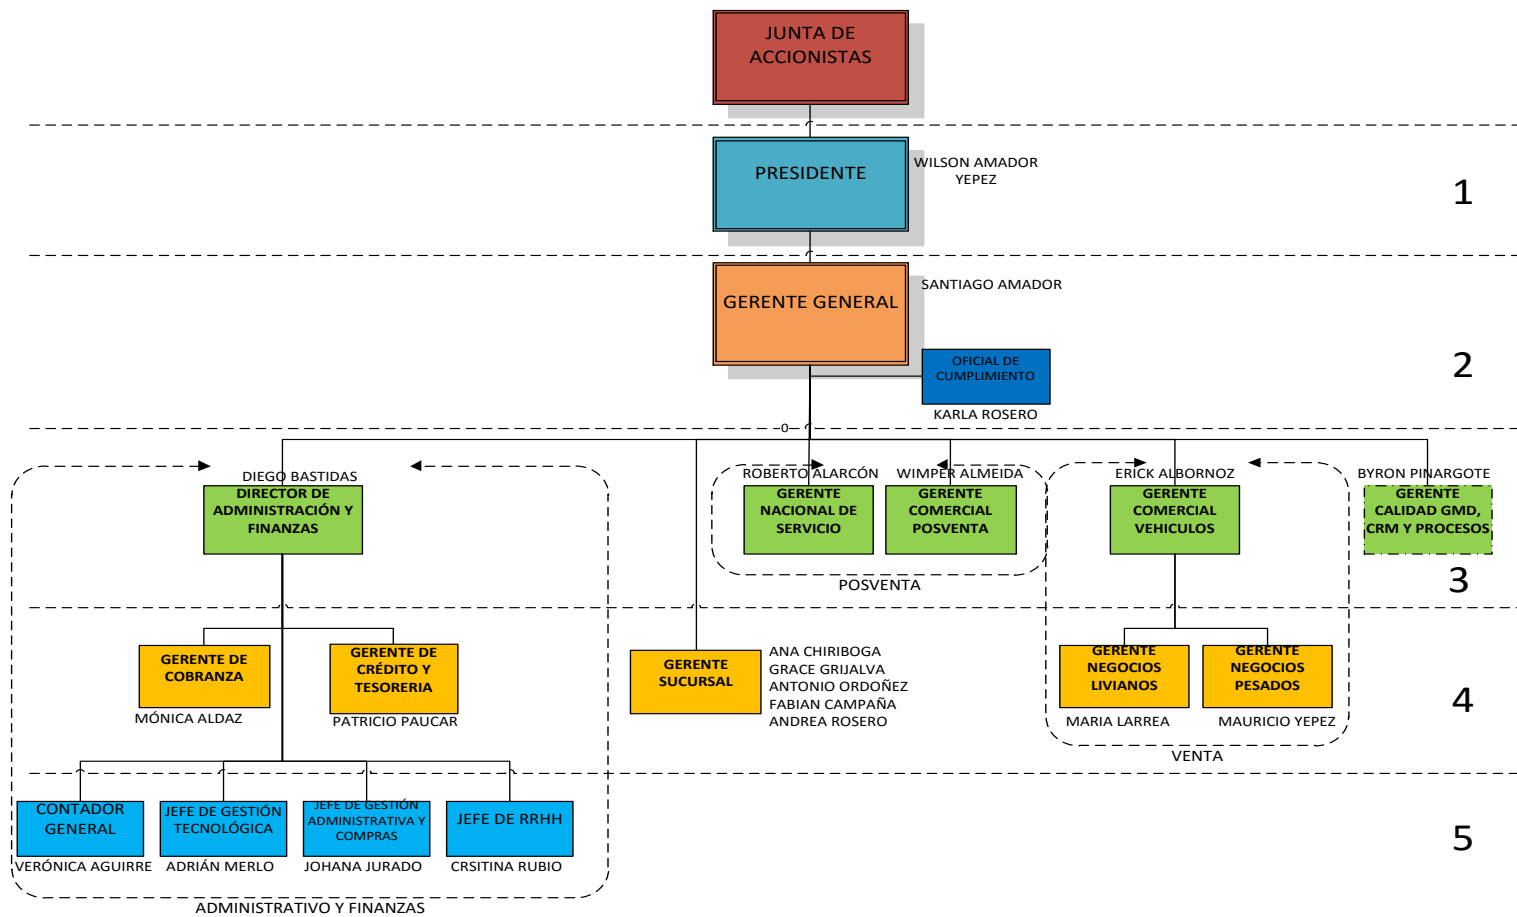 JUNTA DE
ACCIONISTAS
PRESIDENTE
WILSON AMADOR
YEPEZ
1
GERENTE GENERAL
SANTIAGO AMADOR
OFICIAL DE
CUMPLIMIENTO
KARLA ROSERO
2
0
DIEGO BASTIDAS
DIRECTOR DE
ADMINISTRACIÓN Y
FINANZAS
ROBERTO ALARCÓN
GERENTE
NACIONAL DE
SERVICIO
WIMPER ALMEIDA
GERENTE
COMERCIAL
POSVENTA
POSVENTA
ERICK ALBORNOZ
GERENTE
COMERCIAL
VEHICULOS
BYRON PINARGOTE
GERENTE
CALIDAD GMD,
CRM Y PROCESOS
3
GERENTE DE
COBRANZA
MÓNICA ALDAZ
GERENTE DE
CRÉDITO Y
TESORERIA
PATRICIO PAUCAR
GERENTE
SUCURSAL
ANA CHIRIBOGA
GRACE GRIJALVA
ANTONIO ORDOÑEZ
FABIAN CAMPAÑA
ANDREA ROSERO
GERENTE
NEGOCIOS
LIVIANOS
MARIA LARREA
GERENTE
NEGOCIOS
PESADOS
MAURICIO YEPEZ
VENTA
4
CONTADOR
GENERAL
VERÓNICA AGUIRRE
JEFE DE GESTIÓN
TECNOLÓGICA
ADRIÁN MERLO
JEFE DE GESTIÓN
ADMINISTRATIVA Y
COMPRAS
JOHANA JURADO
JEFE DE RRHH
CRSITINA RUBIO
5
ADMINISTRATIVO Y FINANZAS